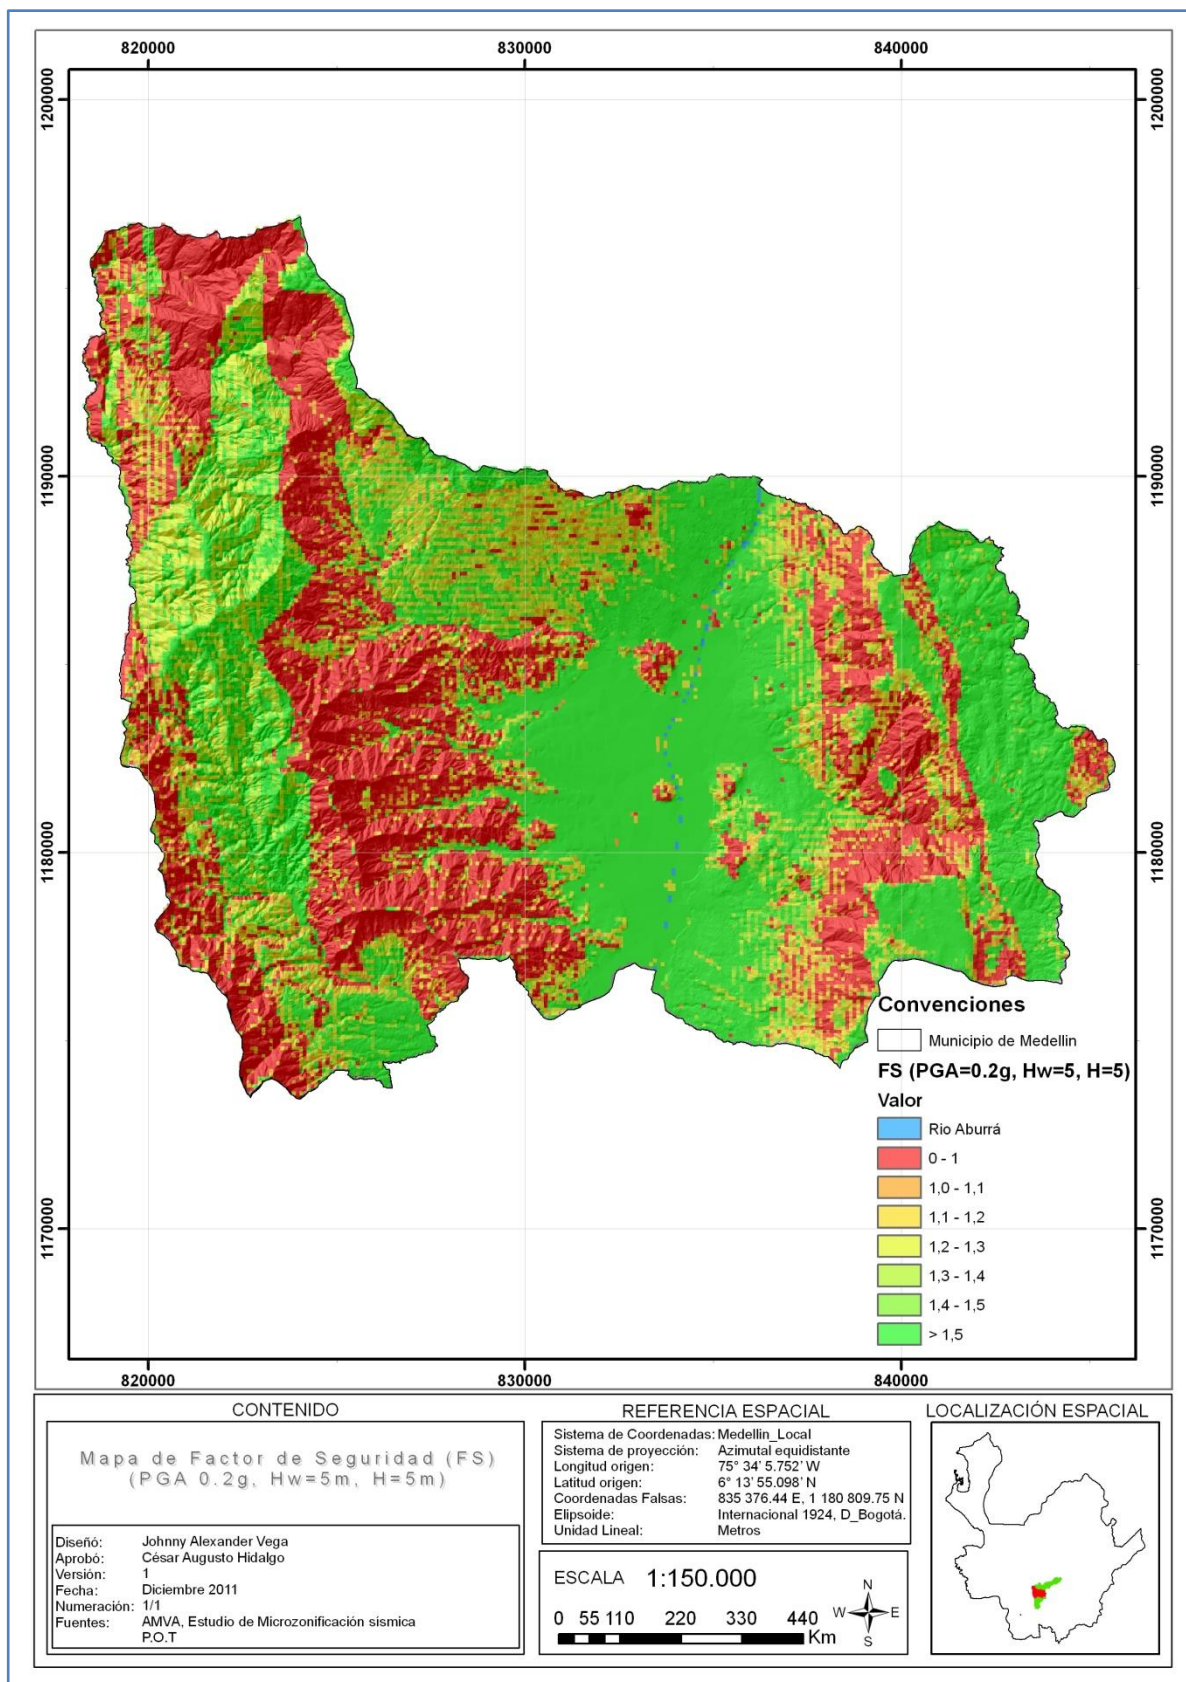 820000 830000 840000
1200000 1200000
1190000 1190000
1180000 1180000
1170000 1170000
Convenciones
Municipio de Medellin
FS (PGA=0.2g, Hw=5, H=5)
Valor
Rio Aburrá
0 - 1
1,0 - 1,1
1,1 - 1,2
1,2 - 1,3
1,3 - 1,4
1,4 - 1,5
> 1,5
820000 830000 840000
CONTENIDO
Mapa de Factor de Seguridad (FS)
(PGA 0.2g, Hw=5m, H=5m)
Diseñó: Johnny Alexander Vega
Aprobó: César Augusto Hidalgo
Versión: 1
Fecha: Diciembre 2011
Numeración: 1/1
Fuentes: AMVA, Estudio de Microzonificación sísmica
P.O.T
REFERENCIA ESPACIAL
Sistema de Coordenadas: Medellin_Local
Sistema de proyección: Azimutal equidistante
Longitud origen: 75° 34' 5.752' W
Latitud origen: 6° 13' 55.098' N
Coordenadas Falsas: 835 376.44 E, 1 180 809.75 N
Elipsoide: Internacional 1924, D_Bogotá.
Unidad Lineal: Metros
ESCALA 1:150.000
0 55 110 220 330 440
Km
N
W E
S
LOCALIZACIÓN ESPACIAL